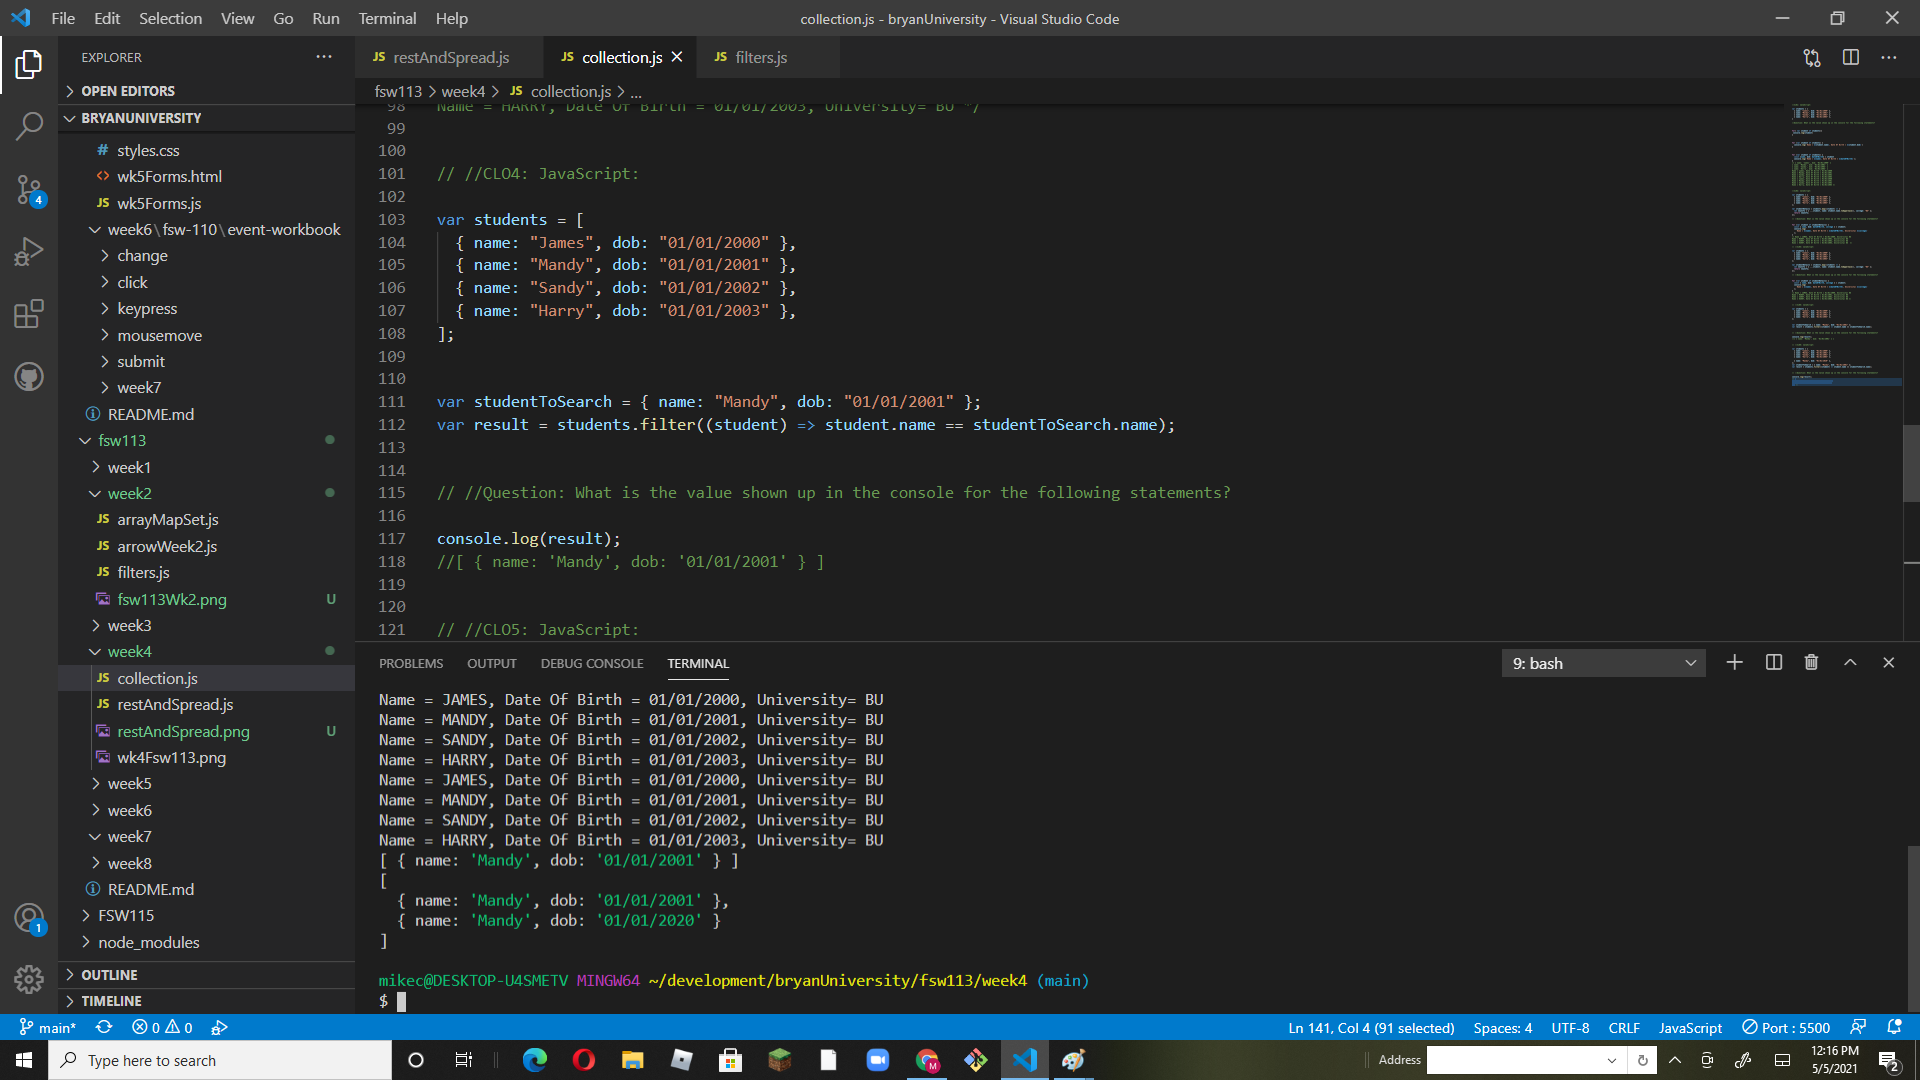 File Edit Selection View Go Run Terminal Help
collection.js - bryanUniversity - Visual Studio Code
EXPLORER
OPEN EDITORS
BRYANUNIVERSITY
# styles.css
<> wk5Forms.html
JS wk5Forms.js
week6\fsw-110\event-workbook
change
click
keypress
mousemove
submit
week7
README.md
fsw113
week1
week2
JS arrayMapSet.js
JS arrowWeek2.js
JS filters.js
fsw113Wk2.png U
week3
week4
JS collection.js
JS restAndSpread.js
restAndSpread.png U
wk4Fsw113.png
week5
week6
week7
week8
README.md
FSW115
node_modules
OUTLINE
TIMELINE
4
1
JS restAndSpread.js JS collection.js JS filters.js
fsw113 > week4 > JS collection.js > ...
98 Name = HARRY, Date Of Birth = 01/01/2003, University= BU */
99
100
101 // //CLO4: JavaScript:
102
103 var students = [
104 { name: "James", dob: "01/01/2000" },
105 { name: "Mandy", dob: "01/01/2001" },
106 { name: "Sandy", dob: "01/01/2002" },
107 { name: "Harry", dob: "01/01/2003" },
108 ];
109
110
111 var studentToSearch = { name: "Mandy", dob: "01/01/2001" };
112 var result = students.filter((student) => student.name == studentToSearch.name);
113
114
115 // //Question: What is the value shown up in the console for the following statements?
116
117 console.log(result);
118 //[ { name: 'Mandy', dob: '01/01/2001' } ]
119
120
121 // //CLO5: JavaScript:
PROBLEMS OUTPUT DEBUG CONSOLE TERMINAL
9: bash
Name = JAMES, Date Of Birth = 01/01/2000, University= BU
Name = MANDY, Date Of Birth = 01/01/2001, University= BU
Name = SANDY, Date Of Birth = 01/01/2002, University= BU
Name = HARRY, Date Of Birth = 01/01/2003, University= BU
Name = JAMES, Date Of Birth = 01/01/2000, University= BU
Name = MANDY, Date Of Birth = 01/01/2001, University= BU
Name = SANDY, Date Of Birth = 01/01/2002, University= BU
Name = HARRY, Date Of Birth = 01/01/2003, University= BU
[ { name: 'Mandy', dob: '01/01/2001' } ]
[
{ name: 'Mandy', dob: '01/01/2001' },
{ name: 'Mandy', dob: '01/01/2020' }
]
mikec@DESKTOP-U4SMETV MINGW64 ~/development/bryanUniversity/fsw113/week4 (main)
$
main* 0 0 Ln 141, Col 4 (91 selected) Spaces: 4 UTF-8 CRLF JavaScript Port : 5500
Type here to search
Address
12:16 PM
5/5/2021
2